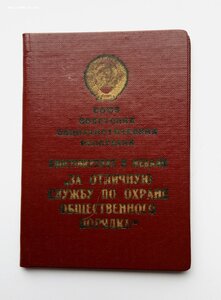 СОЮЗ
СОВЕТСКИХ
СОЦИАЛИСТИЧЕСКИХ
РЕСПУБЛИК
УДОСТОВЕРЕНИЕ К МЕДАЛИ
„ЗА ОТЛИЧНУЮ
СЛУЖБУ ПО ОХРАНЕ
ОБЩЕСТВЕННОГО
ПОРЯДКА“